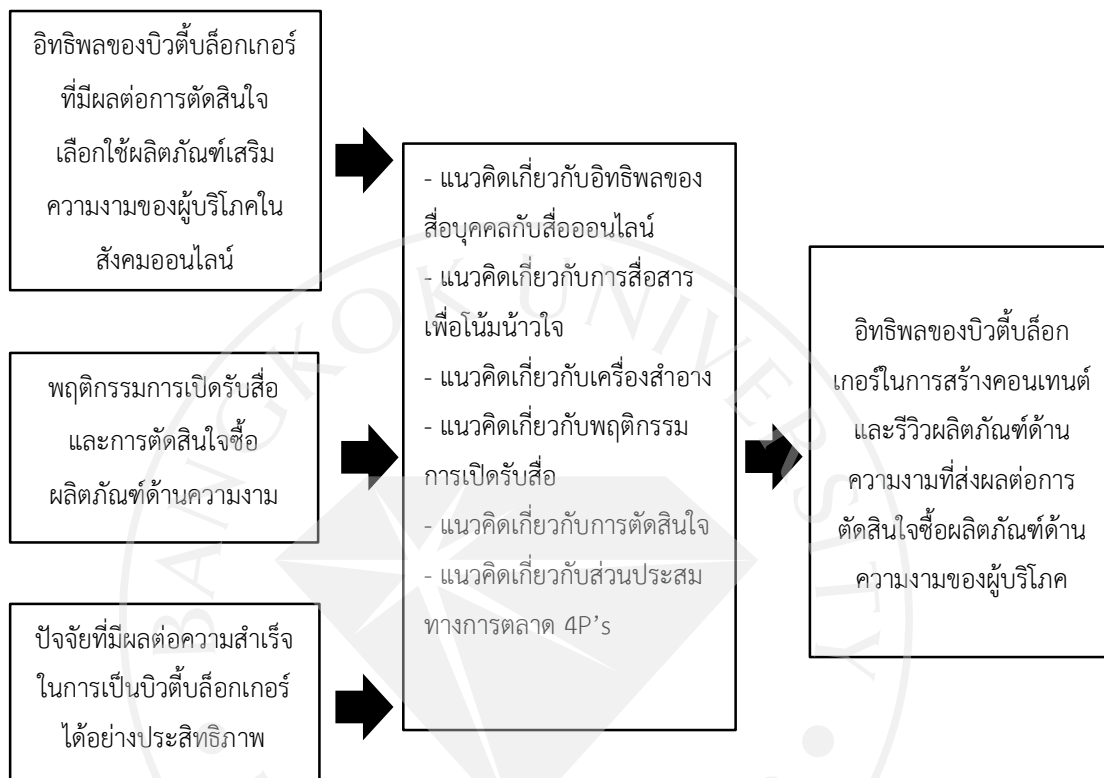 อิทธิพลของบิวตี้บล็อกเกอร์
ที่มีผลต่อการตัดสินใจ
เลือกใช้ผลิตภัณฑ์เสริม
ความงามของผู้บริโภคใน
สังคมออนไลน์
พฤติกรรมการเปิดรับสื่อ
และการตัดสินใจซื้อ
ผลิตภัณฑ์ด้านความงาม
ปัจจัยที่มีผลต่อความสำเร็จ
ในการเป็นบิวตี้บล็อกเกอร์
ได้อย่างประสิทธิภาพ
- แนวคิดเกี่ยวกับอิทธิพลของ
สื่อบุคคลกับสื่อออนไลน์
- แนวคิดเกี่ยวกับการสื่อสาร
เพื่อโน้มน้าวใจ
- แนวคิดเกี่ยวกับเครื่องสำอาง
- แนวคิดเกี่ยวกับพฤติกรรม
การเปิดรับสื่อ
- แนวคิดเกี่ยวกับการตัดสินใจ
- แนวคิดเกี่ยวกับส่วนประสม
ทางการตลาด 4P's
อิทธิพลของบิวตี้บล็อก
เกอร์ในการสร้างคอนเทนต์
และรีวิวผลิตภัณฑ์ด้าน
ความงามที่ส่งผลต่อการ
ตัดสินใจซื้อผลิตภัณฑ์ด้าน
ความงามของผู้บริโภค
BANGKOK UNIVERSITY